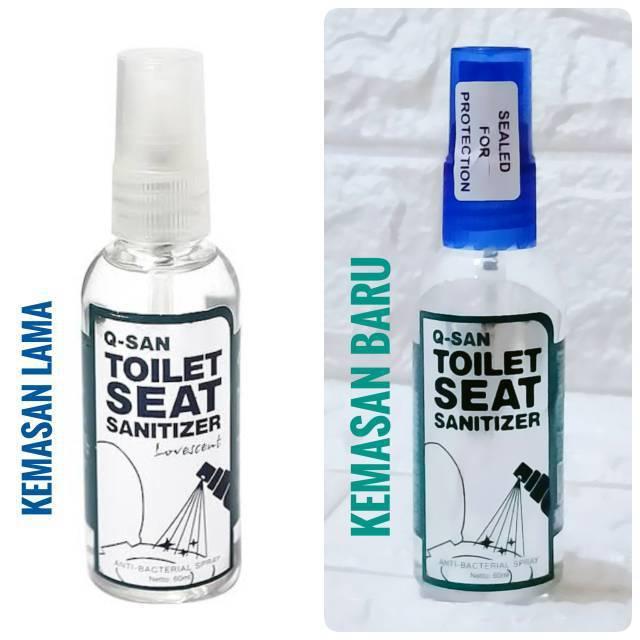 KEMASAN LAMA
Q-SAN
TOILET
SEAT
SANITIZER
Lovescent
ANTI-BACTERIAL SPRAY
Netto: 60ml
KEMASAN BARU
SEALED
FOR
PROTECTION
Q-SAN
TOILET
SEAT
SANITIZER
ANTI-BACTERIAL SPRAY
Netto: 60ml